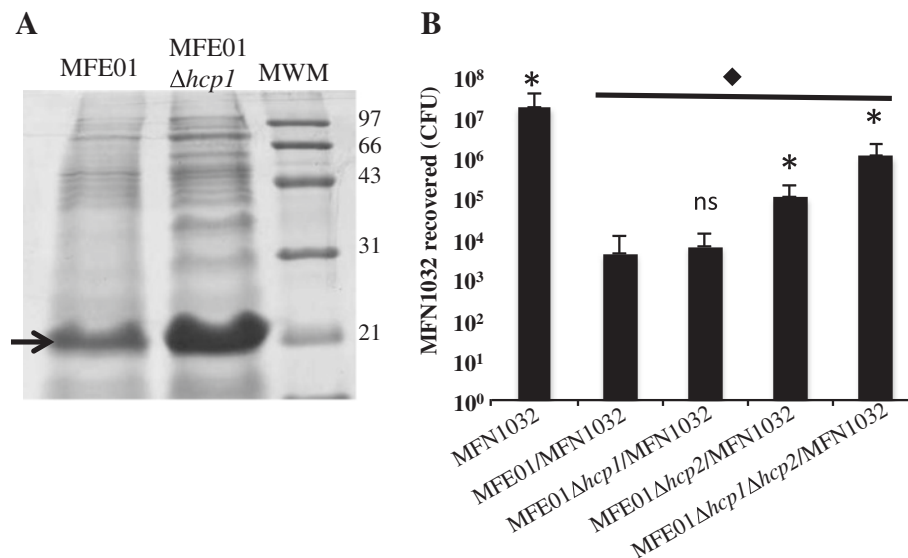 A
MFE01
MFE01
Δhcp1
MWM
97
66
43
31
21
B
MFN1032 recovered (CFU)
10⁸
10⁷
10⁶
10⁵
10⁴
10³
10²
10¹
10⁰
*
ns
*
*
MFN1032
MFE01/MFN1032
MFE01Δhcp1/MFN1032
MFE01Δhcp2/MFN1032
MFE01Δhcp1Δhcp2/MFN1032